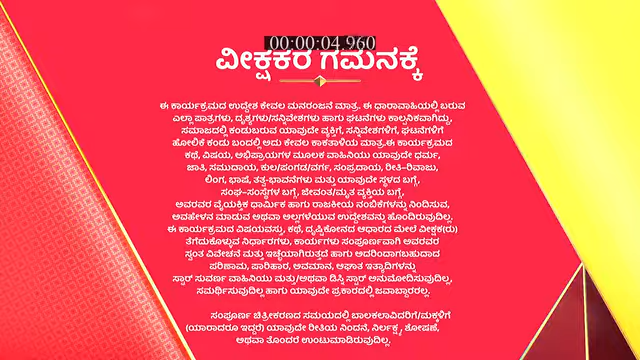 00:00:04.960
ವೀಕ್ಷಕರ ಗಮನಕ್ಕೆ
ಈ ಕಾರ್ಯಕ್ರಮದ ಉದ್ದೇಶ ಕೇವಲ ಮನರಂಜನೆ ಮಾತ್ರ. ಈ ಧಾರಾವಾಹಿಯಲ್ಲಿ ಬರುವ
ಎಲ್ಲಾ ಪಾತ್ರಗಳು, ದೃಶ್ಯಗಳು/ಸನ್ನಿವೇಶಗಳು ಹಾಗು ಘಟನೆಗಳು ಕಾಲ್ಪನಿಕವಾಗಿದ್ದು,
ಸಮಾಜದಲ್ಲಿ ಕಂಡುಬರುವ ಯಾವುದೇ ವ್ಯಕ್ತಿಗೆ, ಸನ್ನಿವೇಶಗಳಿಗೆ, ಘಟನೆಗಳಿಗೆ
ಹೋಲಿಕೆ ಕಂಡು ಬಂದಲ್ಲಿ ಅದು ಕೇವಲ ಕಾಕತಾಳಿಯ ಮಾತ್ರ.ಈ ಕಾರ್ಯಕ್ರಮದ
ಕಥೆ, ವಿಷಯ, ಅಭಿಪ್ರಾಯಗಳ ಮೂಲಕ ವಾಹಿನಿಯು ಯಾವುದೇ ಧರ್ಮ,
ಜಾತಿ, ಸಮುದಾಯ, ಕುಲ/ಪಂಗಡ/ವರ್ಗ, ಸಂಪ್ರದಾಯ, ರೀತಿ-ರಿವಾಜು,
ಲಿಂಗ, ಭಾಷೆ, ತತ್ವ-ಭಾವನೆಗಳು ಮತ್ತು ಯಾವುದೇ ಸ್ಥಳದ ಬಗ್ಗೆ,
ಸಂಘ-ಸಂಸ್ಥೆಗಳ ಬಗ್ಗೆ, ಜೀವಂತ/ಮೃತ ವ್ಯಕ್ತಿಯ ಬಗ್ಗೆ,
ಅವರವರ ವೈಯಕ್ತಿಕ ಧಾರ್ಮಿಕ ಹಾಗು ರಾಜಕೀಯ ನಂಬಿಕೆಗಳನ್ನು ನಿಂದಿಸುವ,
ಅವಹೇಳನ ಮಾಡುವ ಅಥವಾ ಅಲ್ಲಗಳೆಯುವ ಉದ್ದೇಶವನ್ನು ಹೊಂದಿರುವುದಿಲ್ಲ.
ಈ ಕಾರ್ಯಕ್ರಮದ ವಿಷಯವಸ್ತು, ಕಥೆ, ದೃಷ್ಟಿಕೋನದ ಆಧಾರದ ಮೇಲೆ ವೀಕ್ಷಕ(ರು)
ತೆಗೆದುಕೊಳ್ಳುವ ನಿರ್ಧಾರಗಳು, ಕಾರ್ಯಗಳು ಸಂಪೂರ್ಣವಾಗಿ ಅವರವರ
ಸ್ವಂತ ವಿವೇಚನೆ ಮತ್ತು ಇಚ್ಛೆಯಾಗಿರುತ್ತದೆ ಹಾಗು ಅದರಿಂದಾಗಬಹುದಾದ
ಪರಿಣಾಮ, ಪಾರಿಹಾರ, ಅವಮಾನ, ಆಘಾತ ಇತ್ಯಾದಿಗಳನ್ನು
ಸ್ಟಾರ್ ಸುವರ್ಣ ವಾಹಿನಿಯು ಮತ್ತು/ಅಥವಾ ಡಿಸ್ನಿ ಸ್ಟಾರ್ ಅನುಮೋದಿಸುವುದಿಲ್ಲ,
ಸಮರ್ಥಿಸುವುದಿಲ್ಲ ಹಾಗು ಯಾವುದೇ ಪ್ರಕಾರದಲ್ಲಿ ಜವಾಬ್ದಾರರಲ್ಲ.
ಸಂಪೂರ್ಣ ಚಿತ್ರೀಕರಣದ ಸಮಯದಲ್ಲಿ ಬಾಲಕಲಾವಿದರಿಗೆ/ಮಕ್ಕಳಿಗೆ
(ಯಾರಾದರೂ ಇದ್ದರೆ) ಯಾವುದೇ ರೀತಿಯ ನಿಂದನೆ, ನಿರ್ಲಕ್ಷ್ಯ, ಶೋಷಣೆ,
ಅಥವಾ ತೊಂದರೆ ಉಂಟುಮಾಡಿರುವುದಿಲ್ಲ.